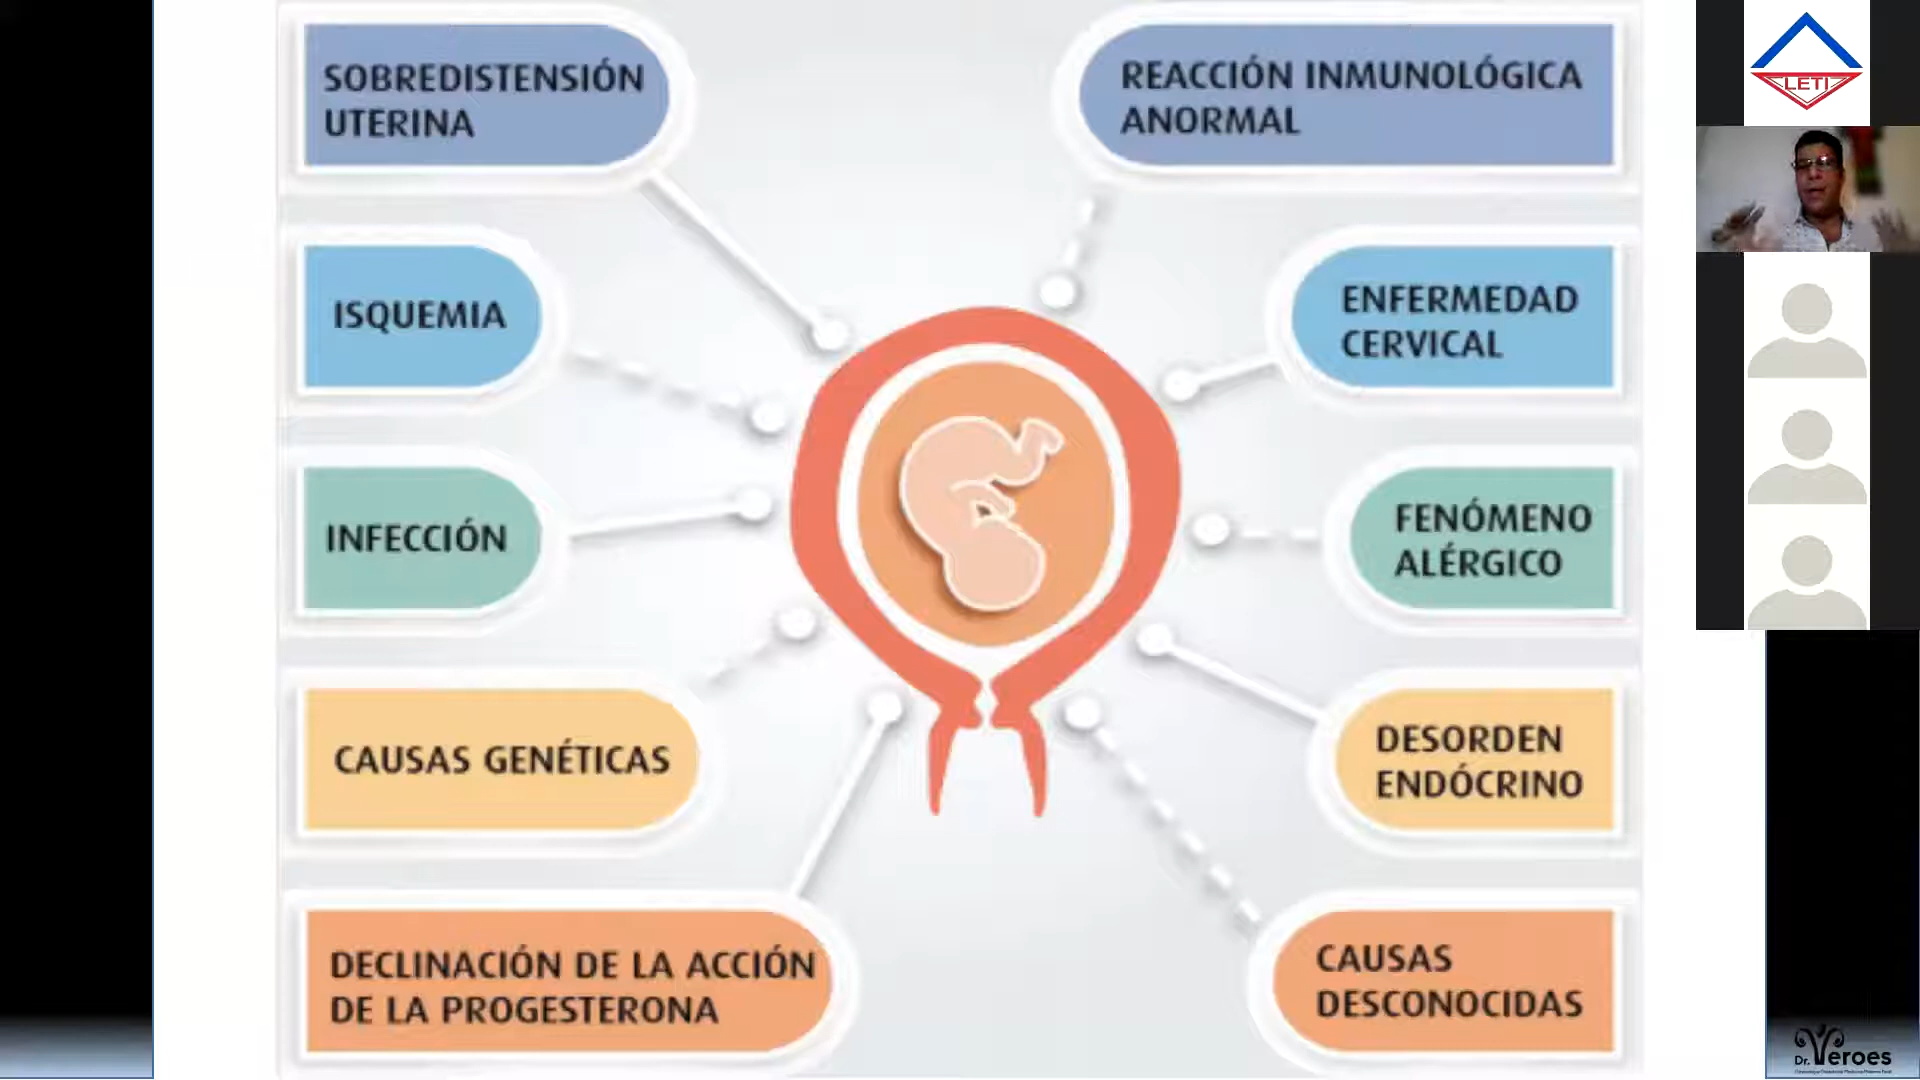 SOBREDISTENSIÓN
UTERINA
REACCIÓN INMUNOLÓGICA
ANORMAL
LETI
ISQUEMIA
ENFERMEDAD
CERVICAL
INFECCIÓN
FENÓMENO
ALÉRGICO
CAUSAS GENÉTICAS
DESORDEN
ENDÓCRINO
DECLINACIÓN DE LA ACCIÓN
DE LA PROGESTERONA
CAUSAS
DESCONOCIDAS
Dr. Yeroes